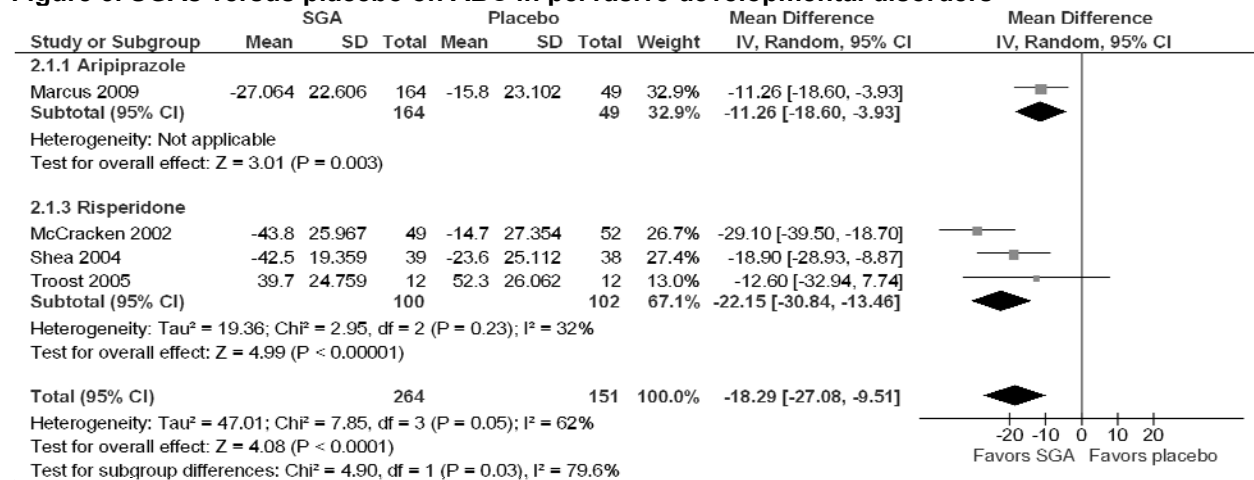 SGA Placebo Mean Difference Mean Difference
Study or Subgroup Mean SD Total Mean SD Total Weight IV, Random, 95% CI IV, Random, 95% CI
2.1.1 Aripiprazole
Marcus 2009 -27.064 22.606 164 -15.8 23.102 49 32.9% -11.26 [-18.60, -3.93]
Subtotal (95% CI) 164 49 32.9% -11.26 [-18.60, -3.93]
Heterogeneity: Not applicable
Test for overall effect: Z = 3.01 (P = 0.003)
2.1.3 Risperidone
McCracken 2002 -43.8 25.967 49 -14.7 27.354 52 26.7% -29.10 [-39.50, -18.70]
Shea 2004 -42.5 19.359 39 -23.6 25.112 38 27.4% -18.90 [-28.93, -8.87]
Troost 2005 39.7 24.759 12 52.3 26.062 12 13.0% -12.60 [-32.94, 7.74]
Subtotal (95% CI) 100 102 67.1% -22.15 [-30.84, -13.46]
Heterogeneity: Tau² = 19.36; Chi² = 2.95, df = 2 (P = 0.23); I² = 32%
Test for overall effect: Z = 4.99 (P < 0.00001)
Total (95% CI) 264 151 100.0% -18.29 [-27.08, -9.51]
Heterogeneity: Tau² = 47.01; Chi² = 7.85, df = 3 (P = 0.05); I² = 62%
Test for overall effect: Z = 4.08 (P < 0.0001)
Test for subgroup differences: Chi² = 4.90, df = 1 (P = 0.03), I² = 79.6%
-20 -10 0 10 20
Favors SGA Favors placebo